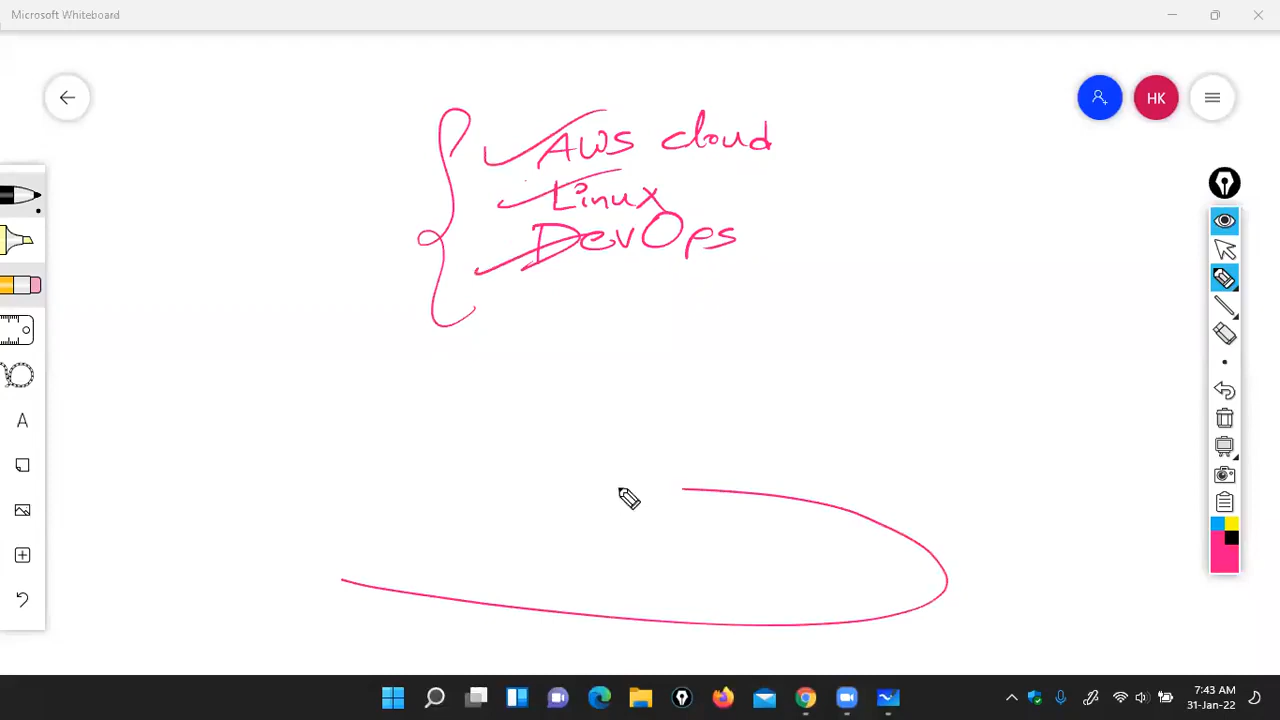 Microsoft Whiteboard
HK
AWS cloud
Linux
DevOps
A
7:43 AM
31-Jan-22